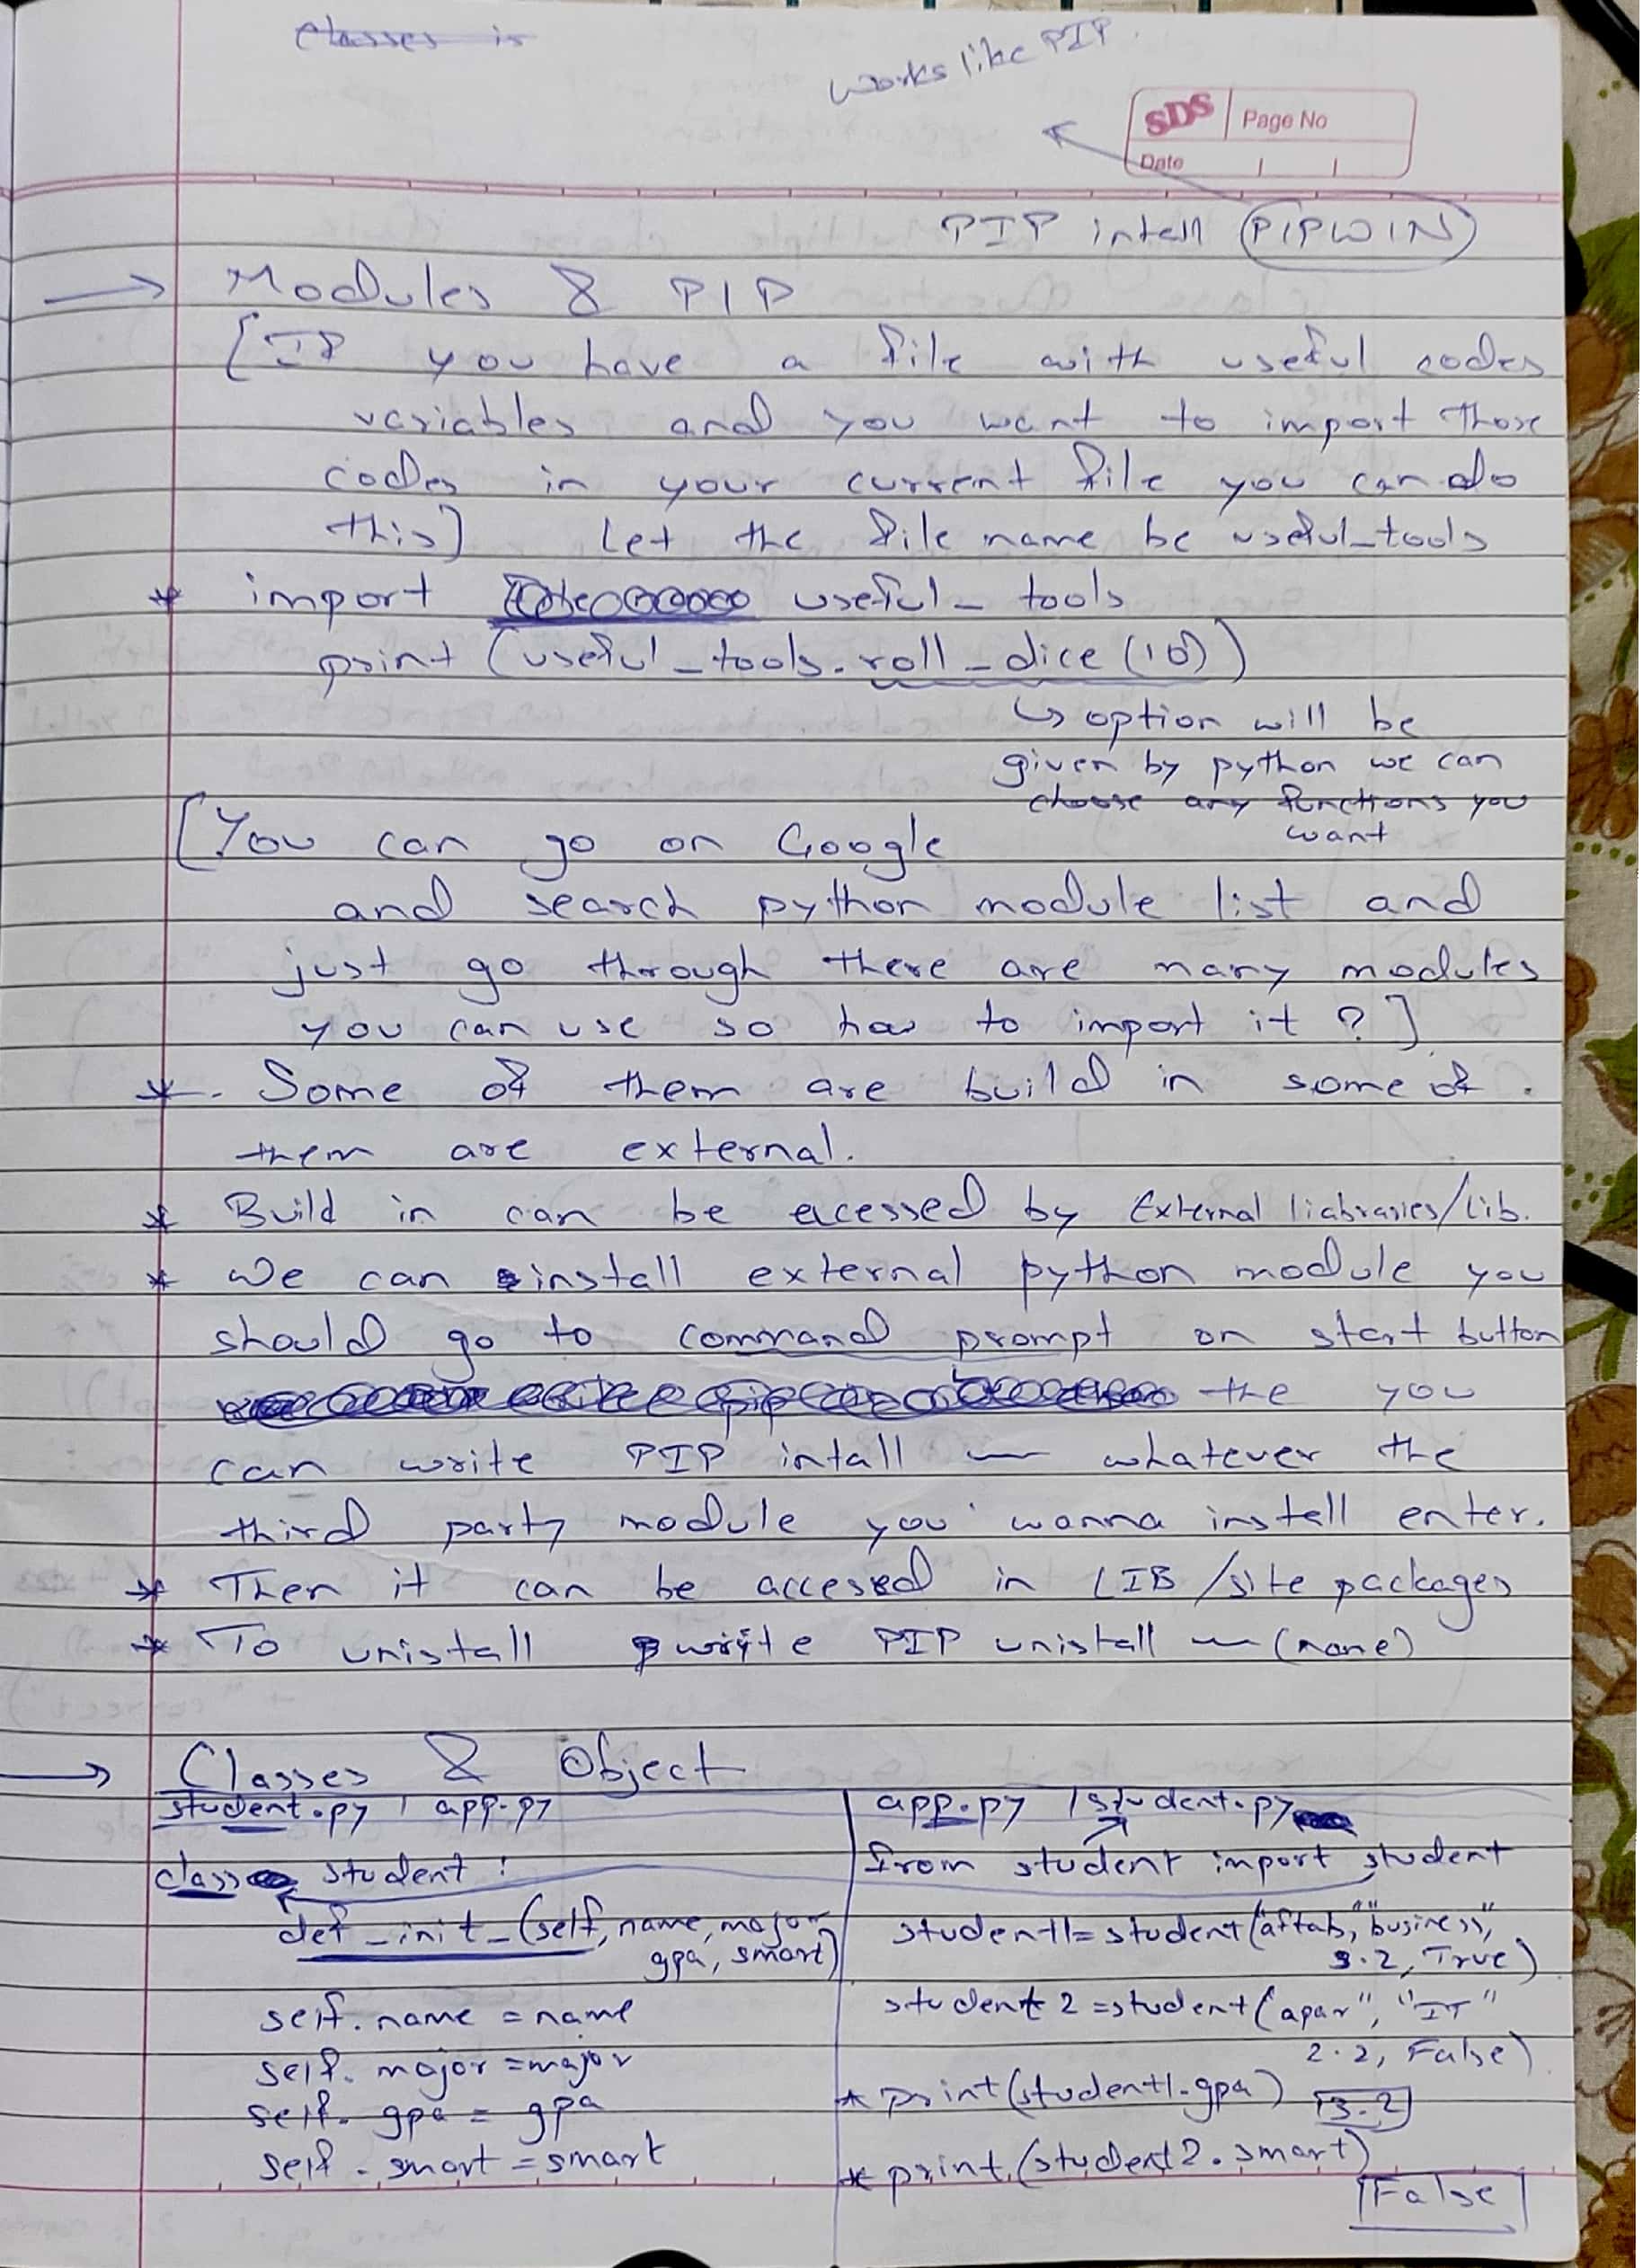 Classes is
works like PIP.
SDS Page No
Date
PIP intall PIPWIN
→ Modules & PIP
[If you have a file with useful codes
variables and you want to import those
codes in your current file you can do
this] Let the file name be useful_tools
* import useful_tools
print (useful_tools.roll_dice (10))
↳ option will be
given by python we can
choose any functions you
want
[You can go on Google
and search python module list and
just go through there are many modules
you can use so how to import it ?]
*. Some of them are build in some of.
them are external.
* Build in can be acessed by External liabraries/lib.
* We can install external python module you
should go to command prompt on start button
the you
can write PIP intall — whatever the
third party module you wanna install enter.
* Then it can be accessed in LIB /site packages
* To unistall write PIP unistall — (name)
→ Classes & Object
student.py | app.py
class student :
def _init_ (self, name, major
gpa, smart)
self. name = name
self. major = major
self. gpa = gpa
self. smart = smart
app.py | student.py
from student import student
student1 = student ("aftab", "business",
3.2, True)
student 2 = student ("apar", "IT"
2.2, False)
* print (student1.gpa) 3.2
* print (student2.smart)
False